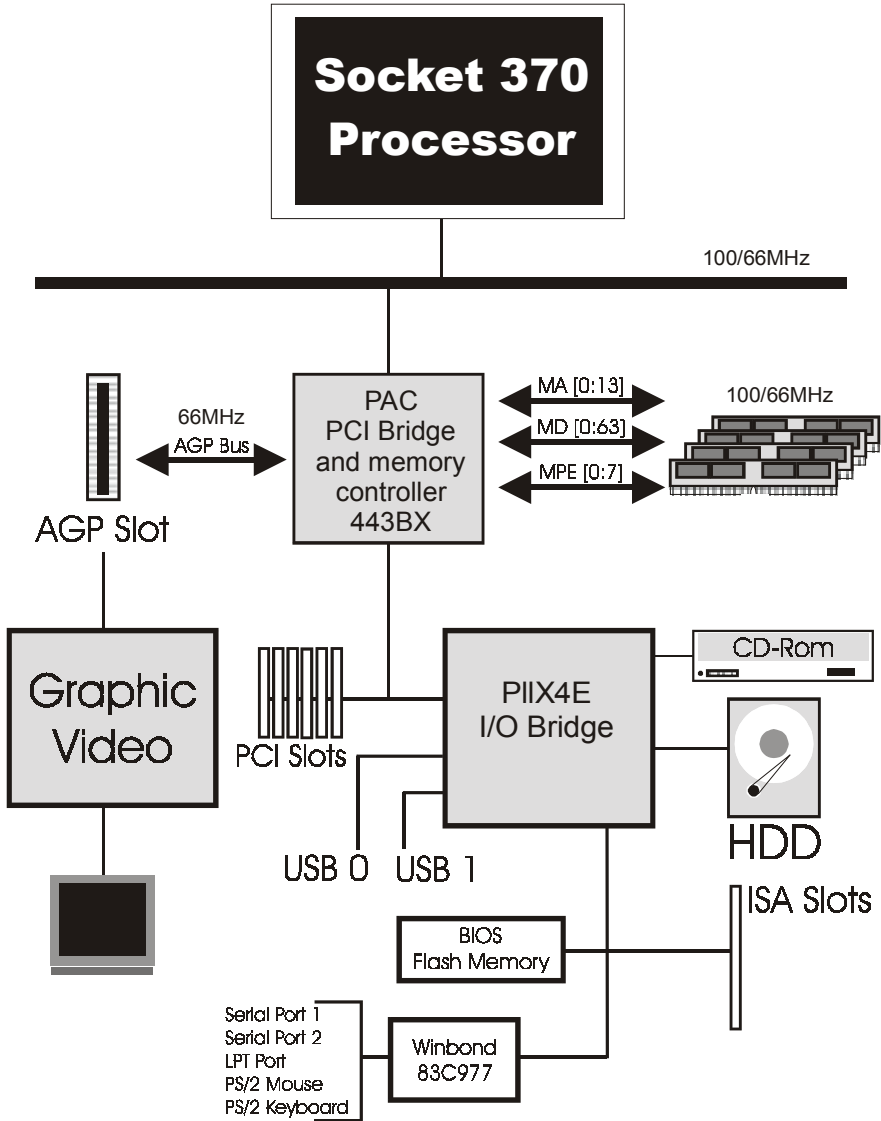 Socket 370
Processor
100/66MHz
PAC
PCI Bridge
and memory
controller
443BX
66MHz
AGP Bus
MA [0:13]
MD [0:63]
MPE [0:7]
100/66MHz
AGP Slot
Graphic
Video
PCI Slots
PIIX4E
I/O Bridge
CD-Rom
HDD
USB 0
USB 1
ISA Slots
BIOS
Flash Memory
Serial Port 1
Serial Port 2
LPT Port
PS/2 Mouse
PS/2 Keyboard
Winbond
83C977